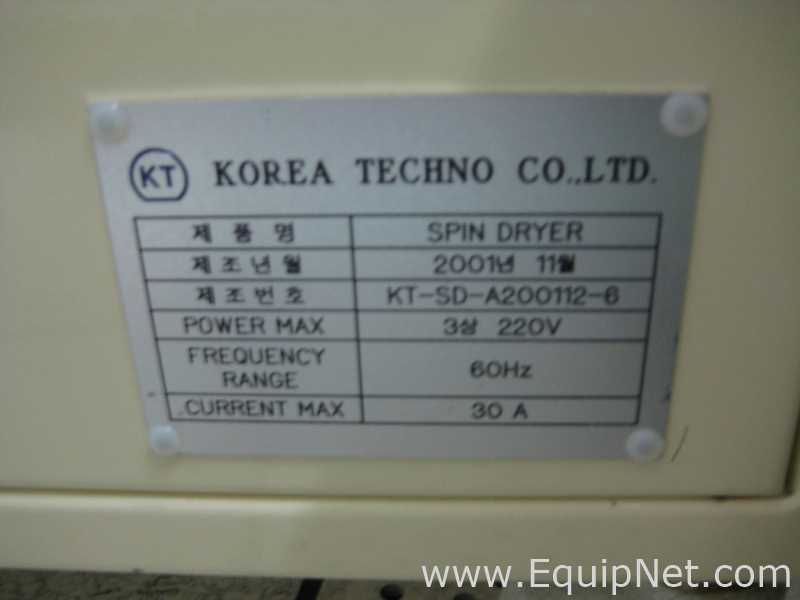 KT KOREA TECHNO CO.,LTD.
제 품 명 SPIN DRYER
제조년월 2001년 11월
제조번호 KT-SD-A200112-6
POWER MAX 3상 220V
FREQUENCY RANGE 60Hz
CURRENT MAX 30 A
www.EquipNet.com